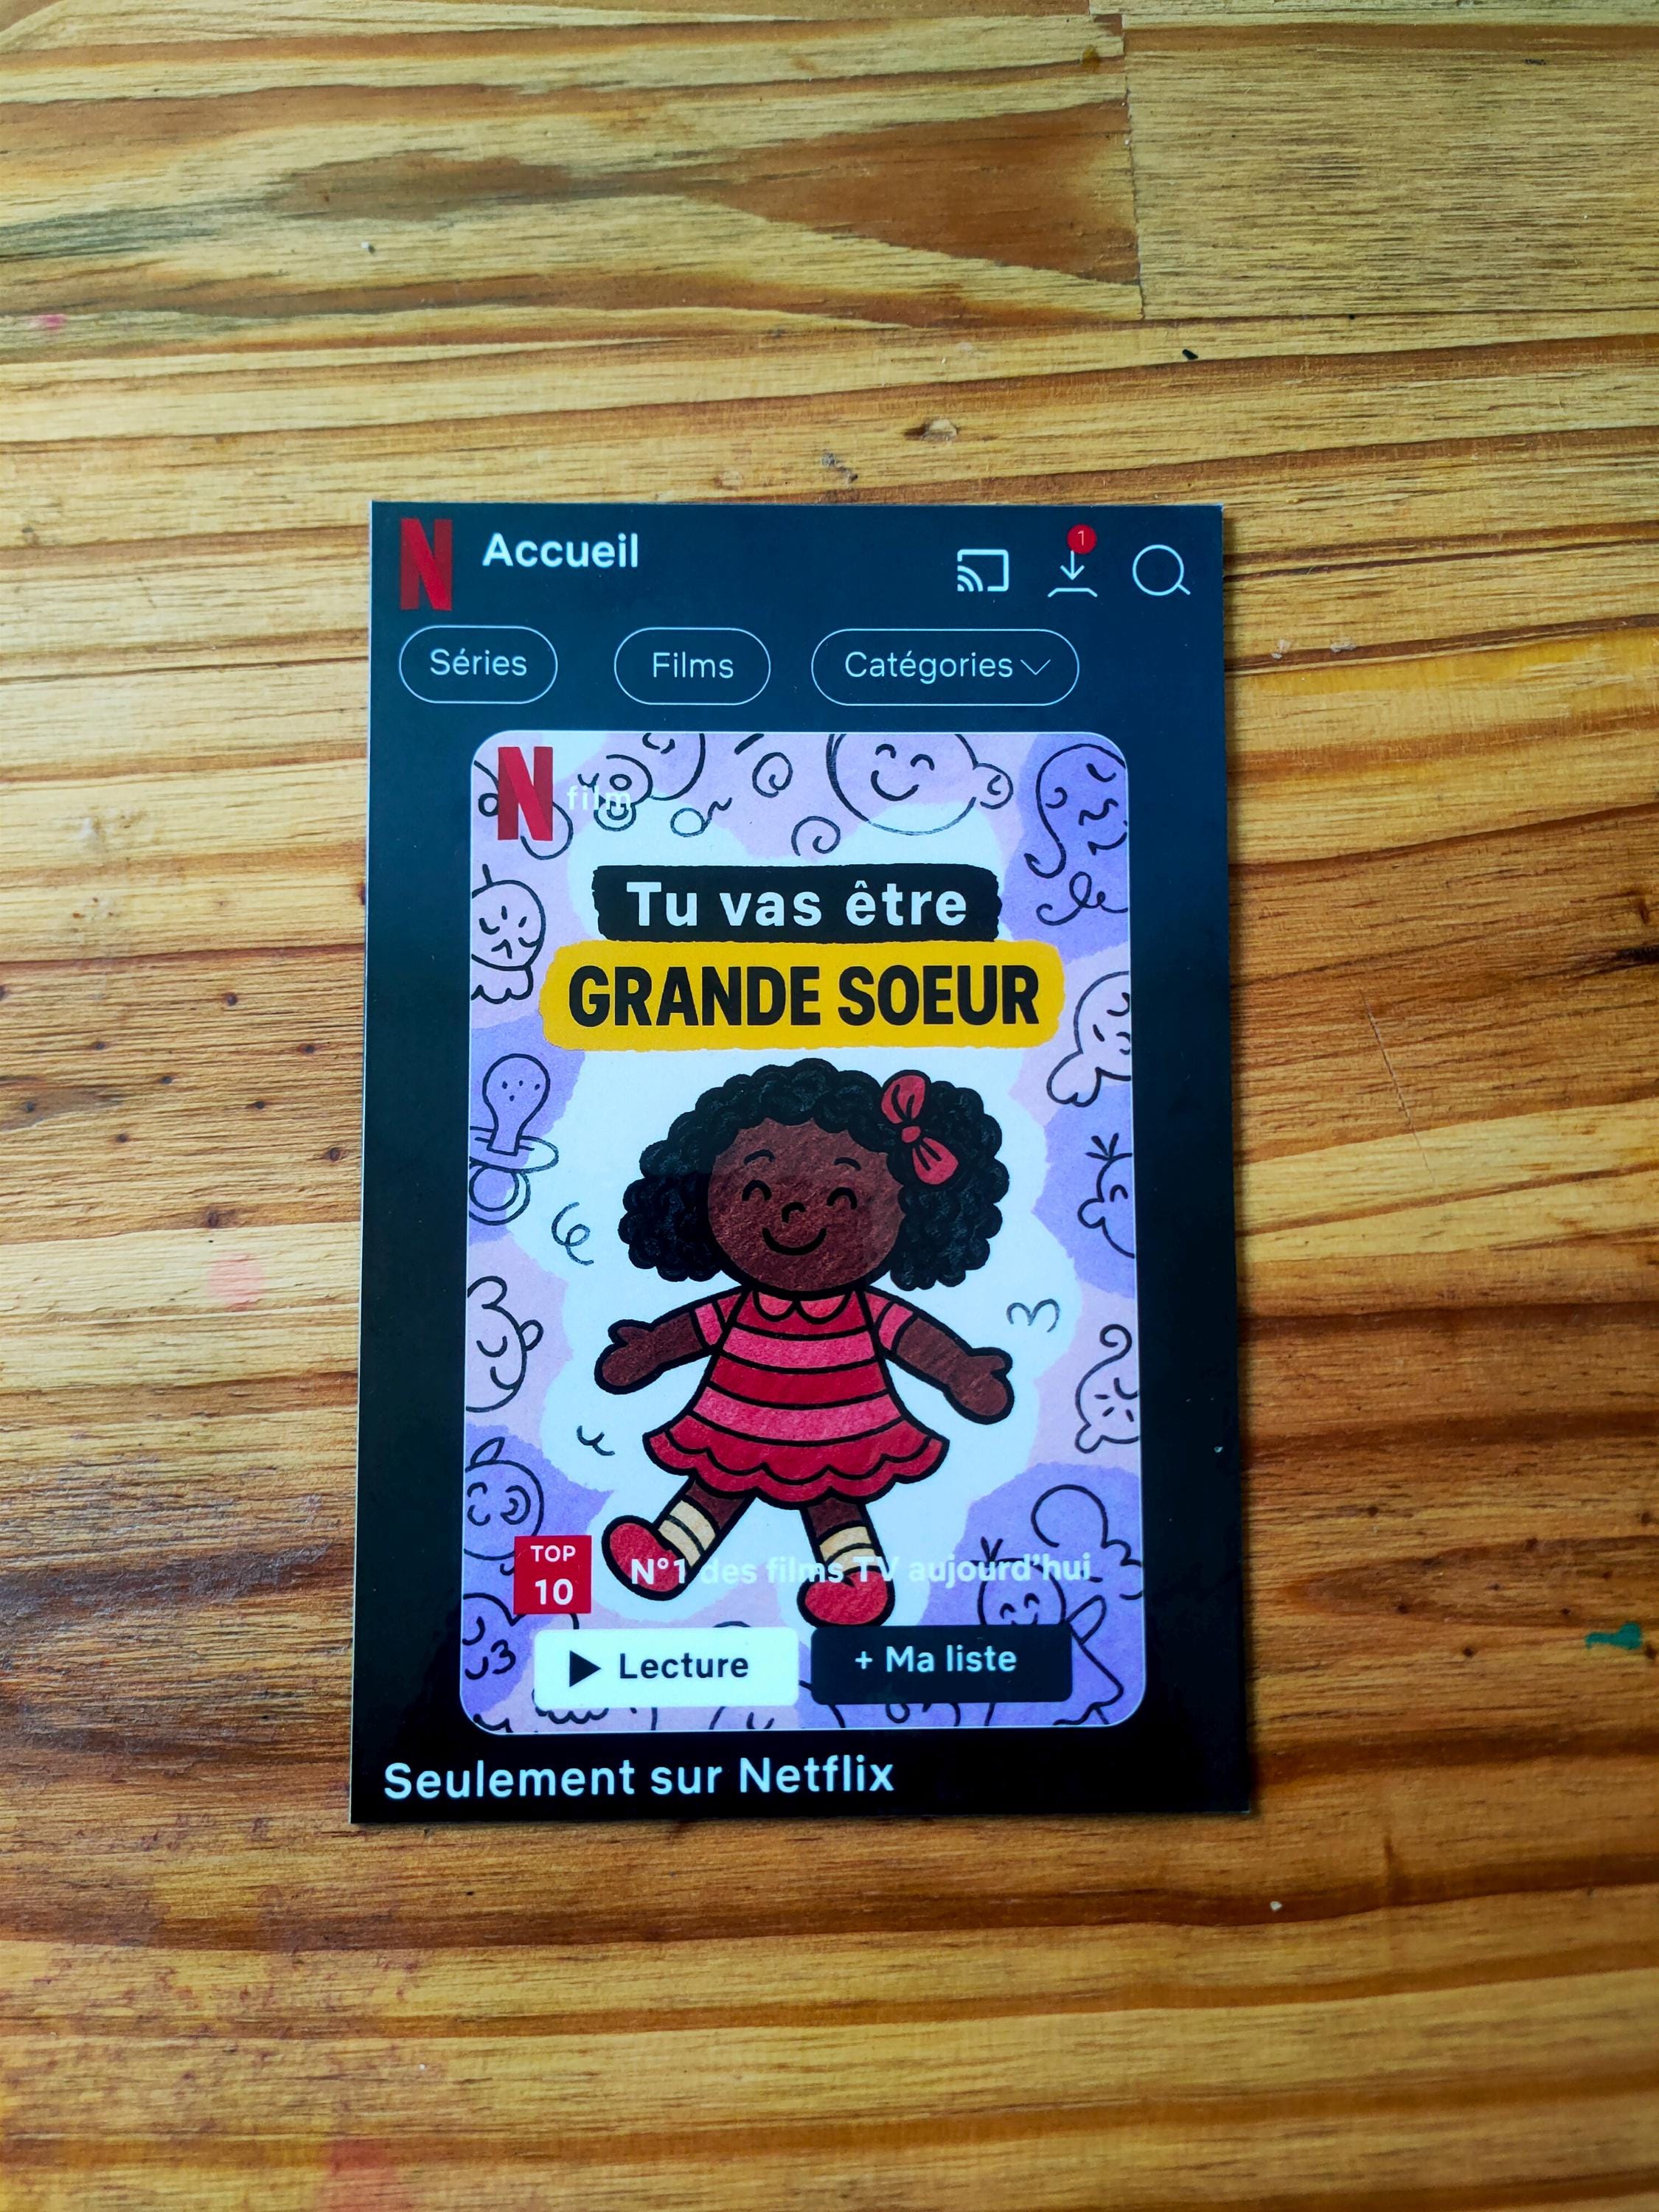 N Accueil
1
Séries Films Catégories
N film
Tu vas être
GRANDE SOEUR
TOP
10
N°1 des films TV aujourd'hui
Lecture + Ma liste
Seulement sur Netflix